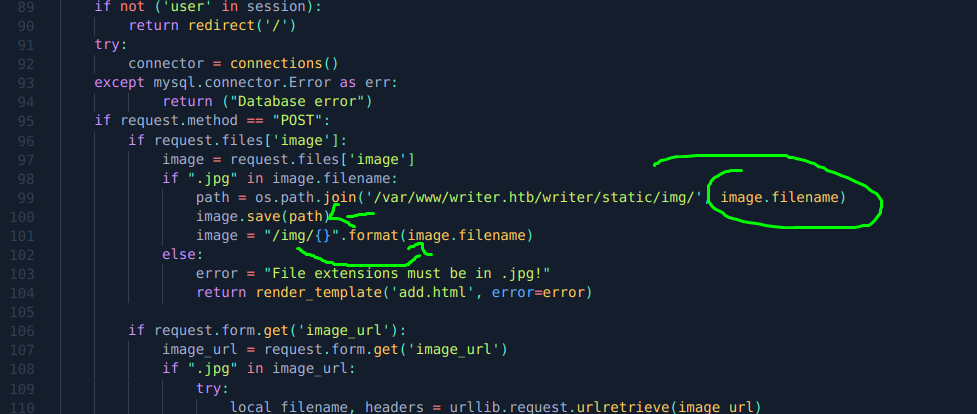 89 if not ('user' in session):
90 return redirect('/')
91 try:
92 connector = connections()
93 except mysql.connector.Error as err:
94 return ("Database error")
95 if request.method == "POST":
96 if request.files['image']:
97 image = request.files['image']
98 if ".jpg" in image.filename:
99 path = os.path.join('/var/www/writer.htb/writer/static/img/', image.filename)
100 image.save(path)
101 image = "/img/{}".format(image.filename)
102 else:
103 error = "File extensions must be in .jpg!"
104 return render_template('add.html', error=error)
105
106 if request.form.get('image_url'):
107 image_url = request.form.get('image_url')
108 if ".jpg" in image_url:
109 try:
110 local_filename, headers = urllib.request.urlretrieve(image_url)